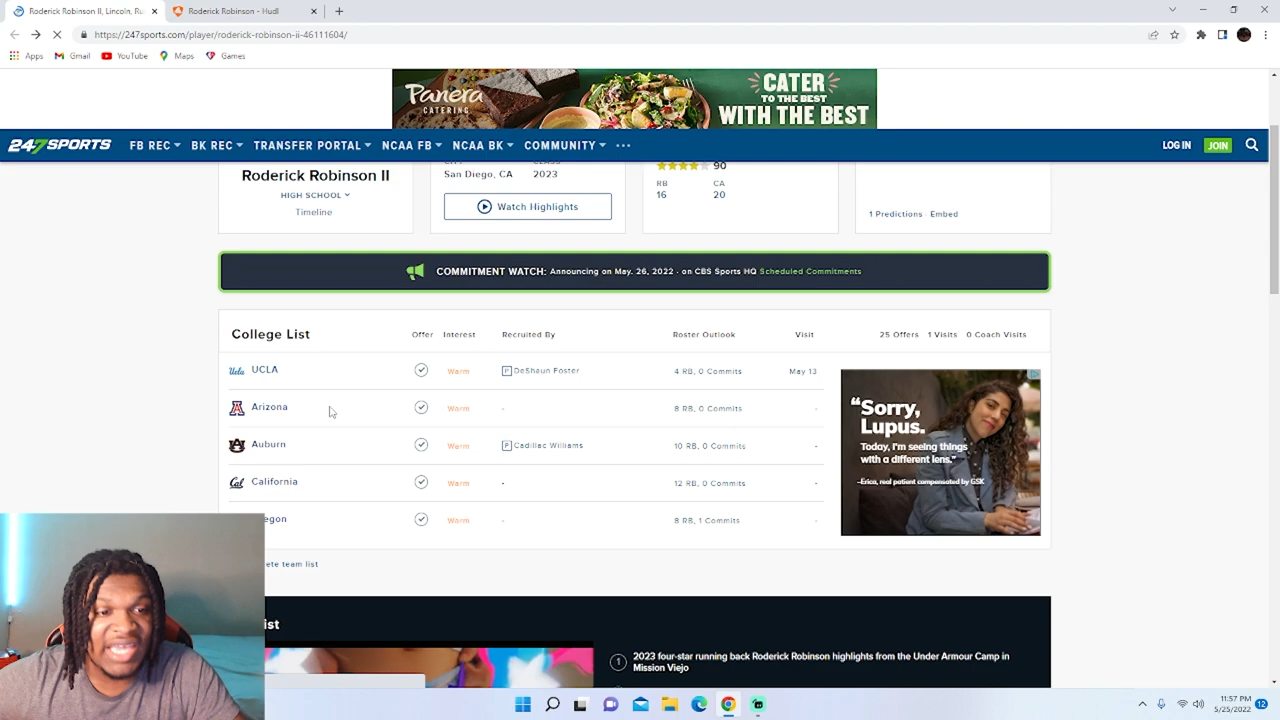 Roderick Robinson II, Lincoln, Ru
Roderick Robinson - Hudl
https://247sports.com/player/roderick-robinson-ii-46111604/
Apps
Gmail
YouTube
Maps
Games
Panera
CATERING
CATER
TO THE BEST
WITH THE BEST
247SPORTS
FB REC
BK REC
TRANSFER PORTAL
NCAA FB
NCAA BK
COMMUNITY
LOG IN
JOIN
Roderick Robinson II
HIGH SCHOOL
Timeline
San Diego, CA
2023
Watch Highlights
90
RB
CA
16
20
1 Predictions
Embed
COMMITMENT WATCH: Announcing on May. 26, 2022 - on CBS Sports HQ Scheduled Commitments
College List
Offer
Interest
Recruited By
Roster Outlook
Visit
25 Offers
1 Visits
0 Coach Visits
UCLA
Warm
P DeShaun Foster
4 RB, 0 Commits
May 13
Arizona
Warm
-
8 RB, 0 Commits
-
Auburn
Warm
P Cadillac Williams
10 RB, 0 Commits
-
California
Warm
-
12 RB, 0 Commits
-
egon
Warm
-
8 RB, 1 Commits
-
"Sorry,
Lupus.
Today, I'm seeing things
with a different lens."
–Erica, real patient compensated by GSK
ete team list
ist
1
2023 four-star running back Roderick Robinson highlights from the Under Armour Camp in
Mission Viejo
11:57 PM
5/25/2022
12